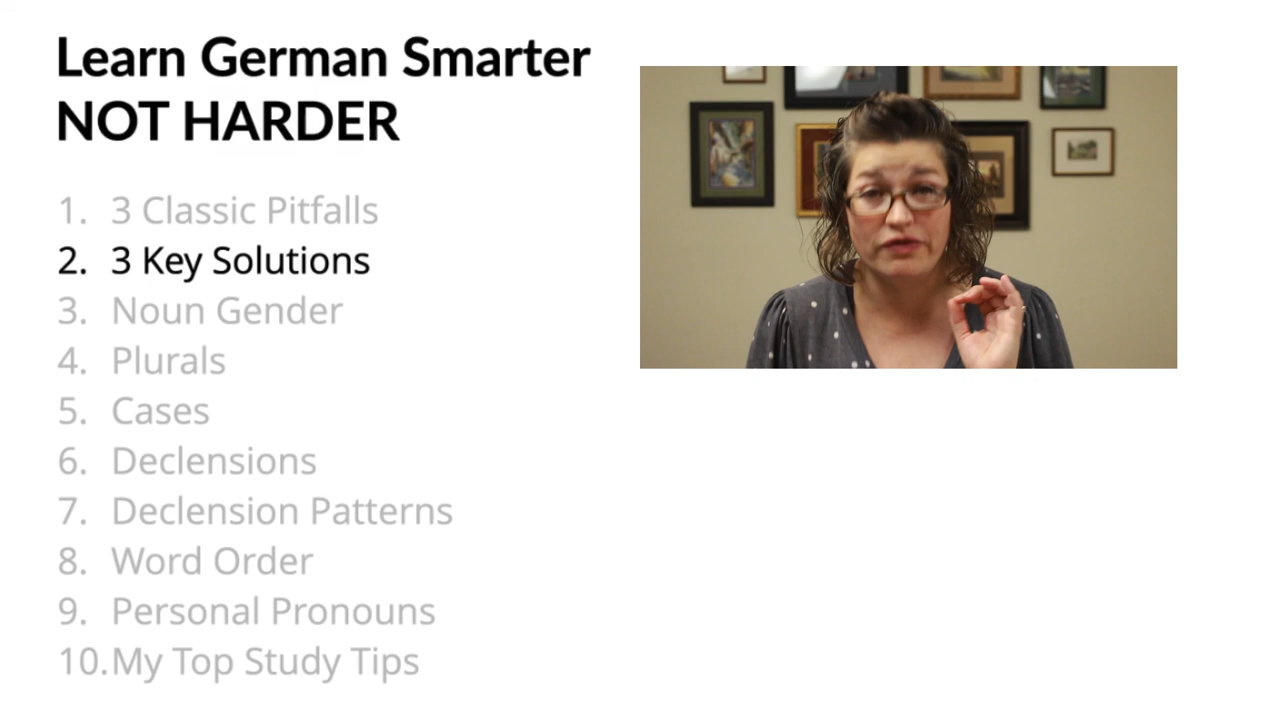 Learn German Smarter
NOT HARDER
1. 3 Classic Pitfalls
2. 3 Key Solutions
3. Noun Gender
4. Plurals
5. Cases
6. Declensions
7. Declension Patterns
8. Word Order
9. Personal Pronouns
10. My Top Study Tips